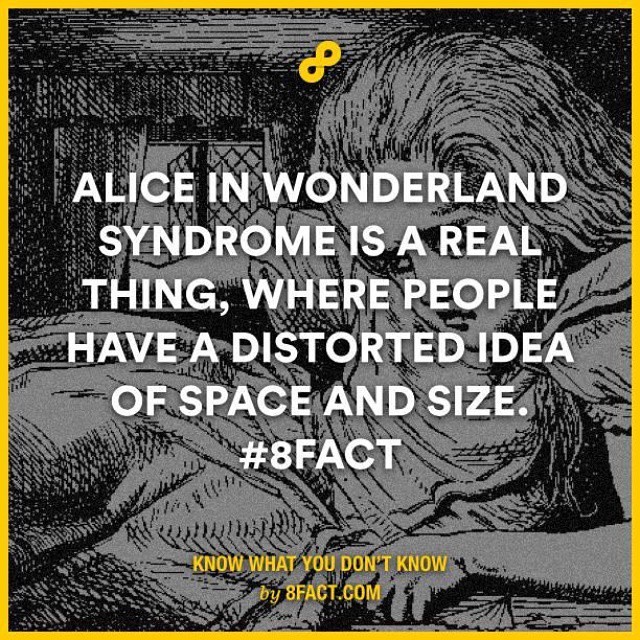 ALICE IN WONDERLAND
SYNDROME IS A REAL
THING, WHERE PEOPLE
HAVE A DISTORTED IDEA
OF SPACE AND SIZE.
#8FACT
KNOW WHAT YOU DON'T KNOW
by 8FACT.COM